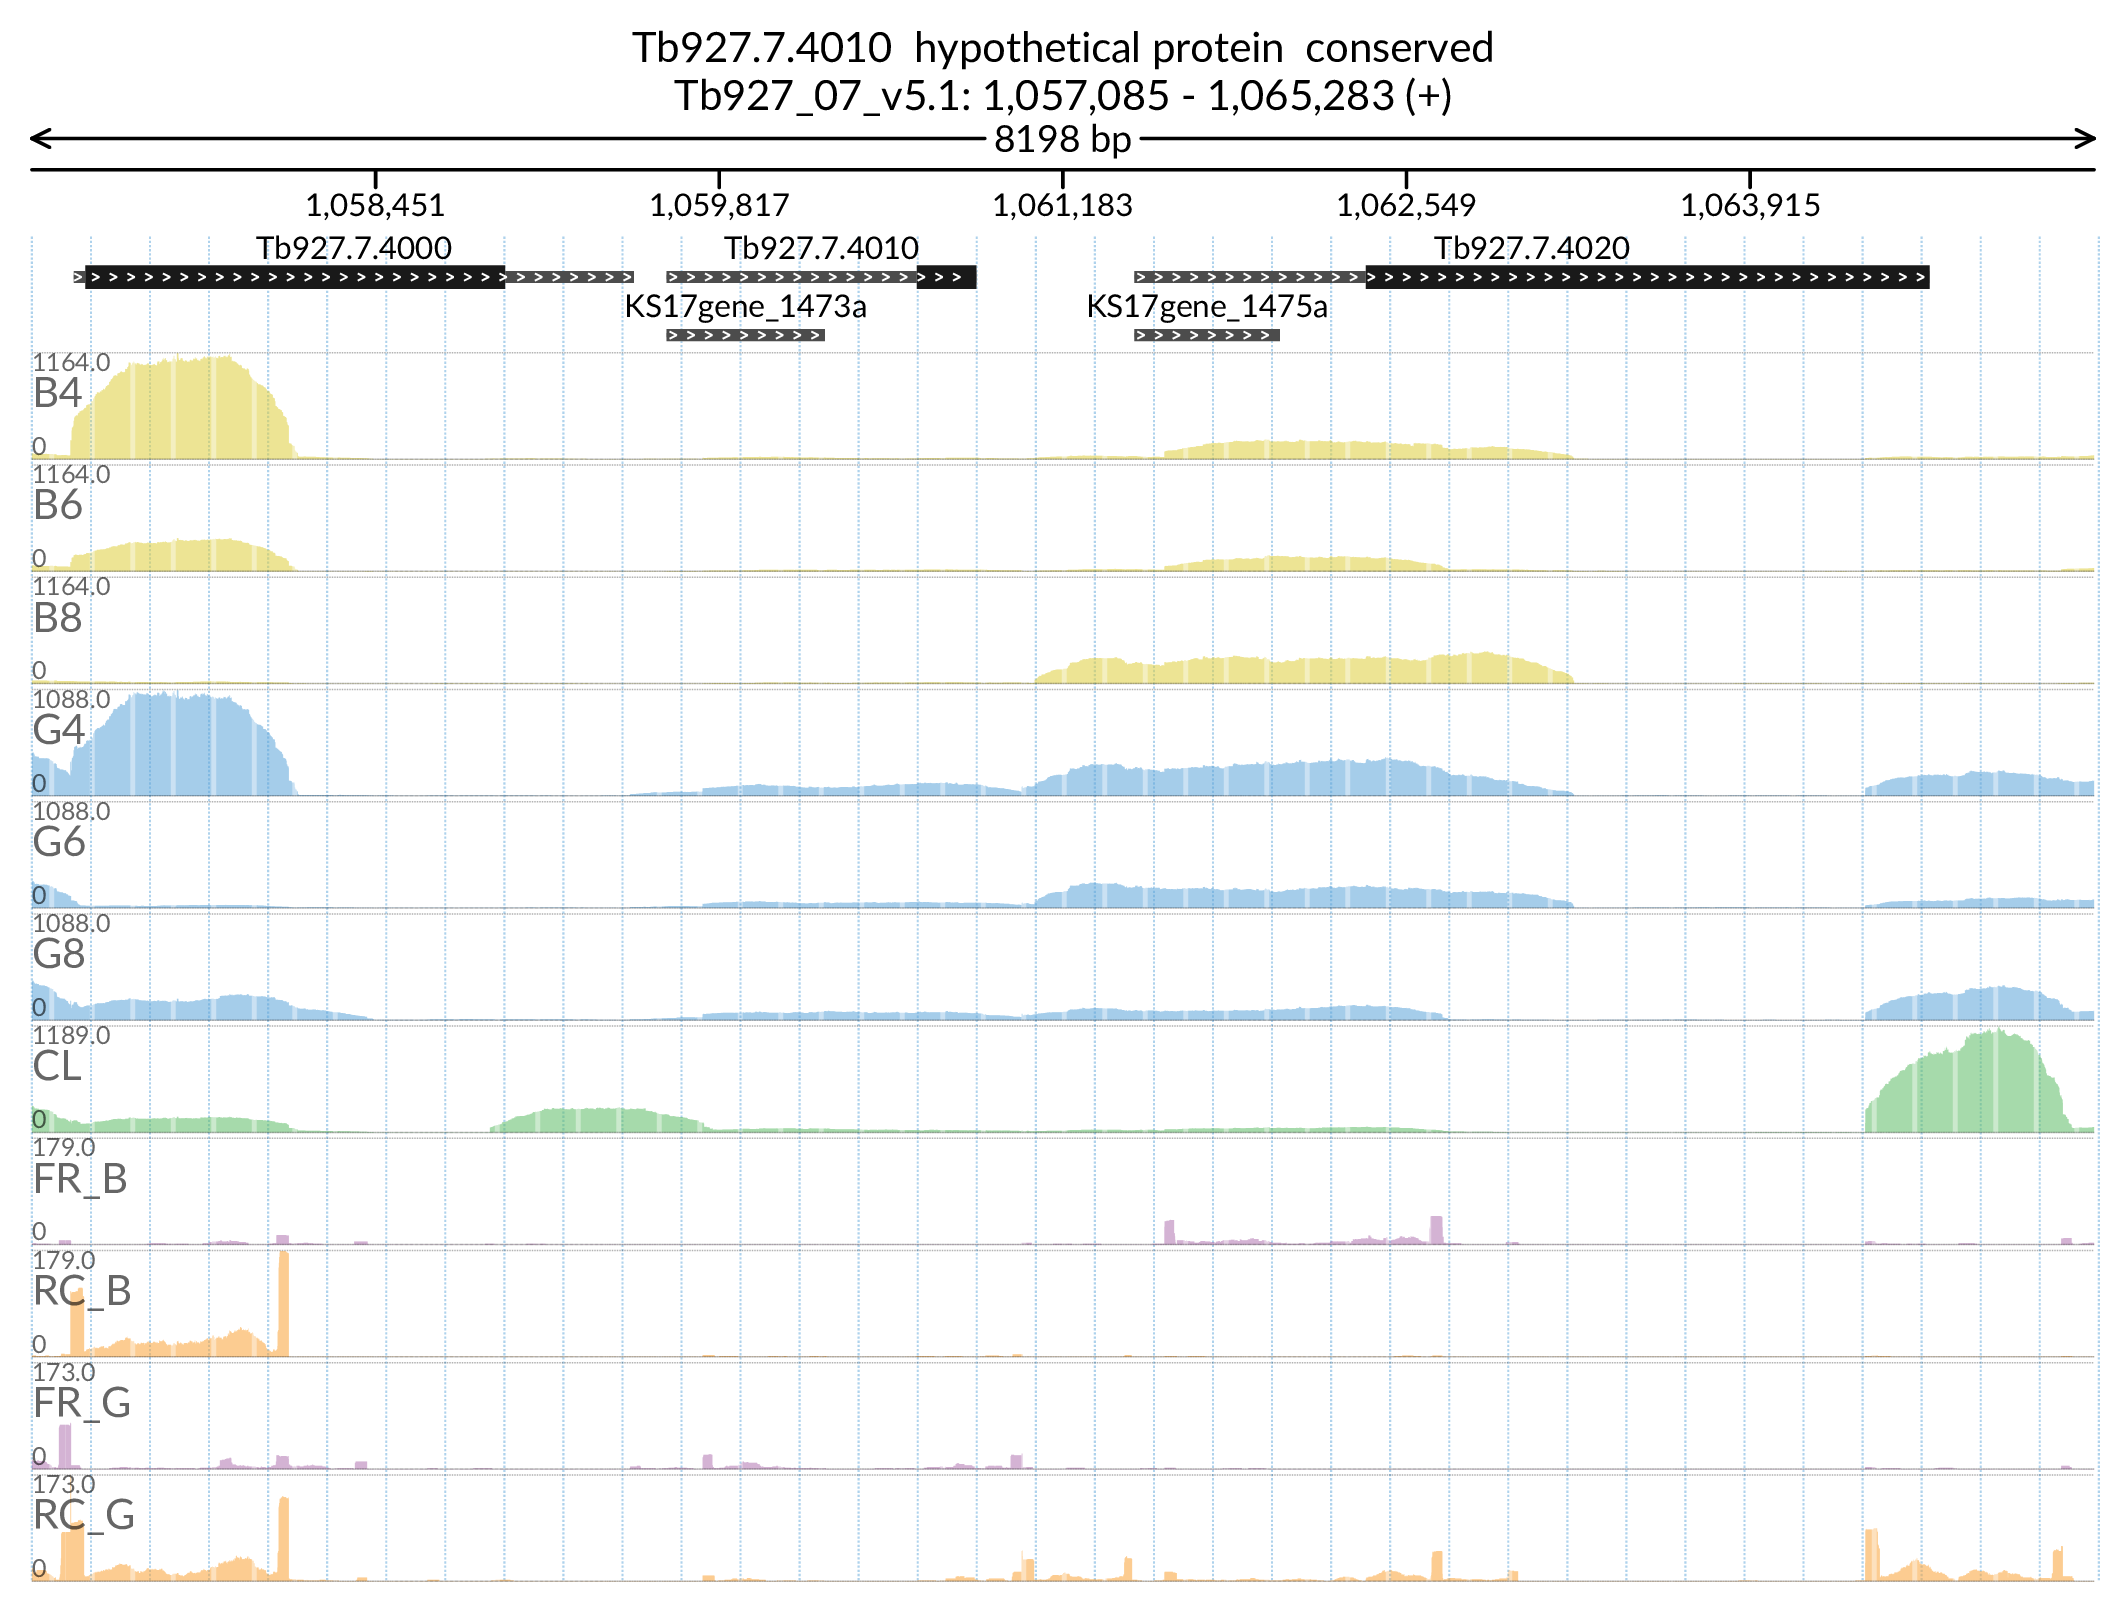 Tb927.7.4010 hypothetical protein conserved
Tb927_07_v5.1: 1,057,085 - 1,065,283 (+)
8198 bp
1,058,451 1,059,817 1,061,183 1,062,549 1,063,915
Tb927.7.4000 Tb927.7.4010 Tb927.7.4020
KS17gene_1473a KS17gene_1475a
1164.0
B4
0
1164.0
B6
0
1164.0
B8
0
1088.0
G4
0
1088.0
G6
0
1088.0
G8
0
1189.0
CL
0
179.0
FR_B
0
179.0
RC_B
0
173.0
FR_G
0
173.0
RC_G
0